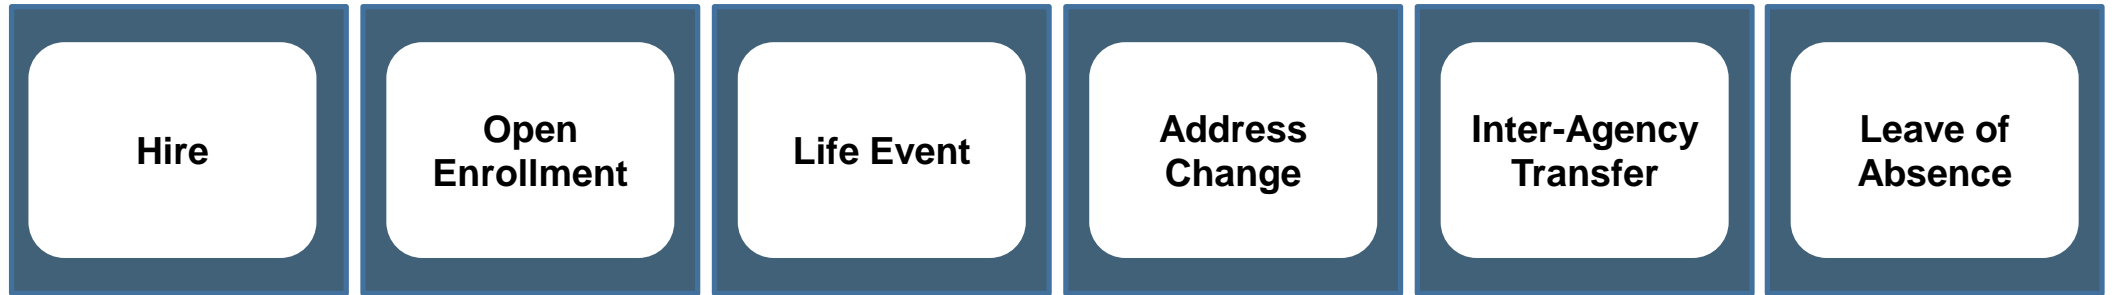 Hire
Open
Enrollment
Life Event
Address
Change
Inter-Agency
Transfer
Leave of
Absence